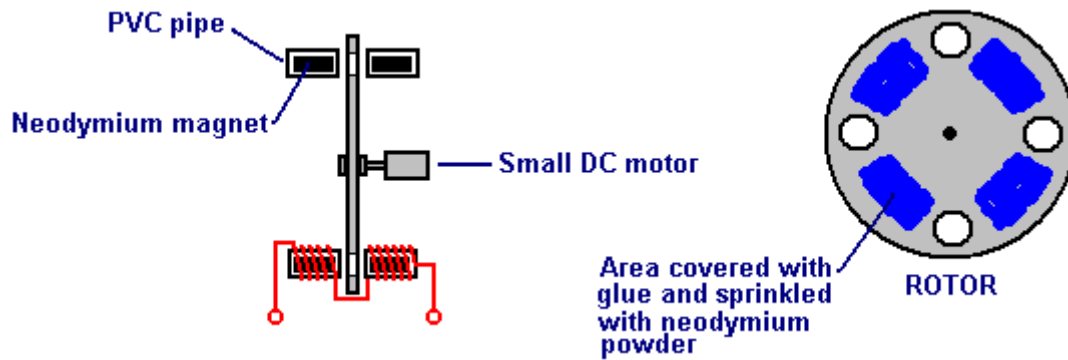 PVC pipe
Neodymium magnet
Small DC motor
Area covered with
glue and sprinkled
with neodymium
powder
ROTOR